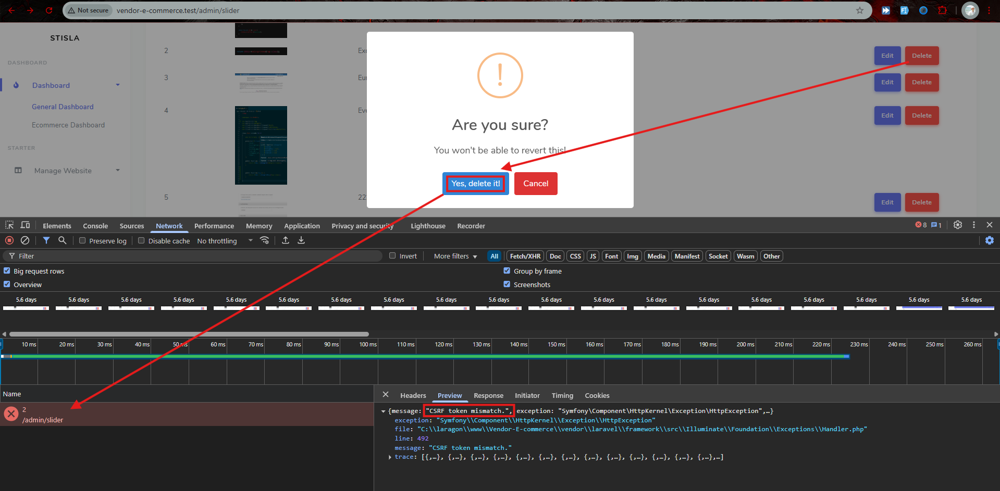 Not secure
vendor-e-commerce.test/admin/slider
STISLA
DASHBOARD
Dashboard
General Dashboard
Ecommerce Dashboard
STARTER
Manage Website
2
Edit
Delete
3
Edit
Delete
4
Edit
Delete
5
Edit
Delete
Are you sure?
You won't be able to revert this!
Yes, delete it!
Cancel
Elements Console Sources Network Performance Memory Application Privacy and security Lighthouse Recorder
8
1
Preserve log Disable cache No throttling
Filter Invert More filters All Fetch/XHR Doc CSS JS Font Img Media Manifest Socket Wasm Other
Big request rows Group by frame
Overview Screenshots
5.6 days 5.6 days 5.6 days 5.6 days 5.6 days 5.6 days 5.6 days 5.6 days 5.6 days 5.6 days 5.6 days 5.6 days 5.6 days 5.6 days 5.6 days 5.6 days 5.6 days 5.6 days 5.6 days
10 ms 20 ms 30 ms 40 ms 50 ms 60 ms 70 ms 80 ms 90 ms 100 ms 110 ms 120 ms 130 ms 140 ms 150 ms 160 ms 170 ms 180 ms 190 ms 200 ms 210 ms 220 ms 230 ms 240 ms 250 ms 260 ms
Name
2
/admin/slider
Headers Preview Response Initiator Timing Cookies
{message: "CSRF token mismatch.", exception: "Symfony\Component\HttpKernel\Exception\HttpException",…}
exception: "Symfony\\Component\\HttpKernel\\Exception\\HttpException"
file: "C:\\laragon\\www\\Vendor-E-commerce\\vendor\\laravel\\framework\\src\\Illuminate\\Foundation\\Exceptions\\Handler.php"
line: 492
message: "CSRF token mismatch."
trace: [{,…}, {,…}, {,…}, {,…}, {,…}, {,…}, {,…}, {,…}, {,…}, {,…}, {,…}, {,…}, {,…},…]